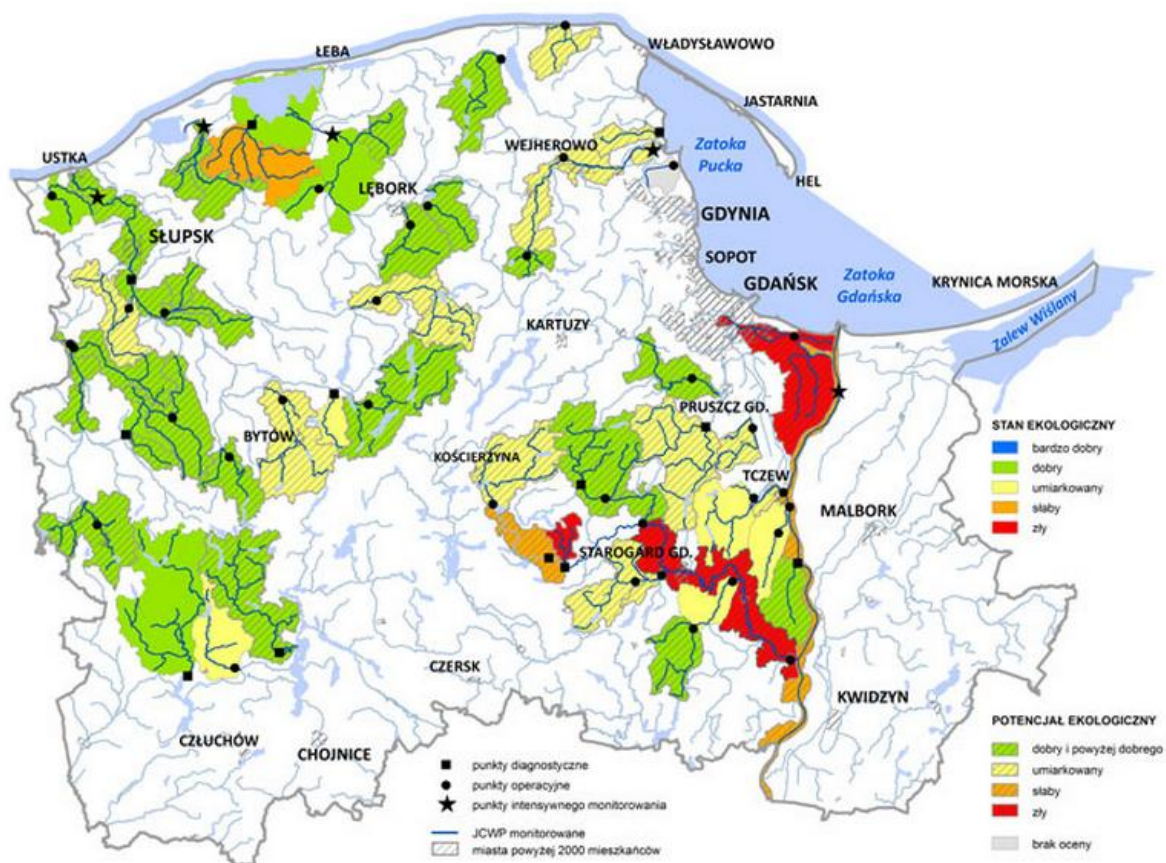 ŁEBA
WŁADYSŁAWOWO
JASTARNIA
USTKA
WEJHEROWO
Zatoka
Pucka
HEL
LĘBORK
GDYNIA
SŁUPSK
SOPOT
GDAŃSK
Zatoka
Gdańska
KRYNICA MORSKA
Zalew Wiślany
KARTUZY
PRUSZCZ GD.
BYTÓW
KOŚCIERZYNA
TCZEW
MALBORK
STAROGARD GD.
CZERSK
KWIDZYN
CZŁUCHÓW
CHOJNICE
STAN EKOLOGICZNY
bardzo dobry
dobry
umiarkowany
słaby
zły
POTENCJAŁ EKOLOGICZNY
dobry i powyżej dobrego
umiarkowany
słaby
zły
brak oceny
punkty diagnostyczne
punkty operacyjne
punkty intensywnego monitorowania
JCWP monitorowane
miasta powyżej 2000 mieszkańców